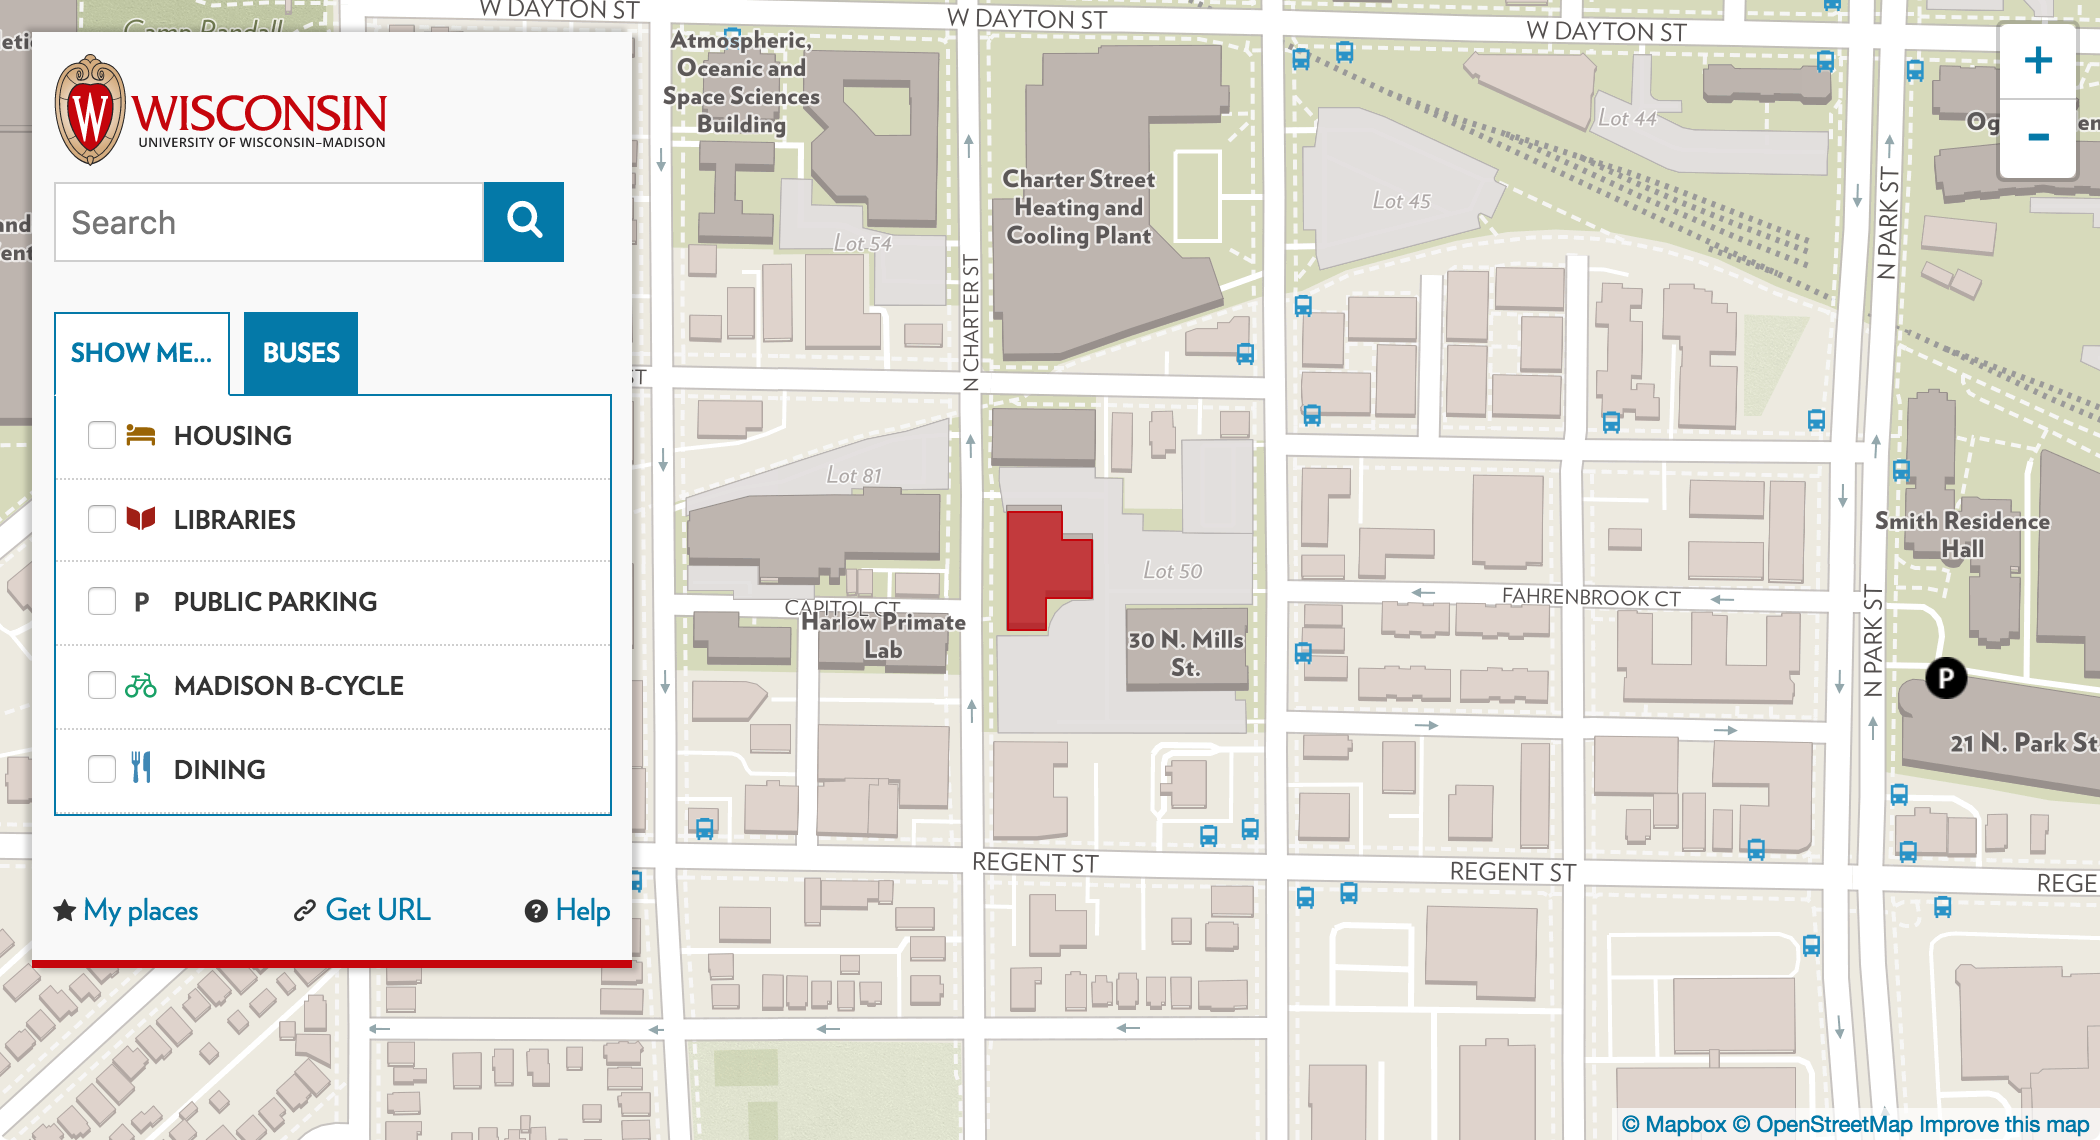 W DAYTON ST
W DAYTON ST
W DAYTON ST
Camp Randall
WISCONSIN
UNIVERSITY OF WISCONSIN–MADISON
Search
SHOW ME...
BUSES
HOUSING
LIBRARIES
P PUBLIC PARKING
MADISON B-CYCLE
DINING
My places
Get URL
? Help
Atmospheric,
Oceanic and
Space Sciences
Building
Lot 54
Charter Street
Heating and
Cooling Plant
N CHARTER ST
Lot 45
Lot 44
N PARK ST
+
-
Lot 81
CAPITOL CT
Harlow Primate
Lab
Lot 50
30 N. Mills
St.
FAHRENBROOK CT
Smith Residence
Hall
N PARK ST
P
21 N. Park St
REGENT ST
REGENT ST
REGE
© Mapbox © OpenStreetMap Improve this map